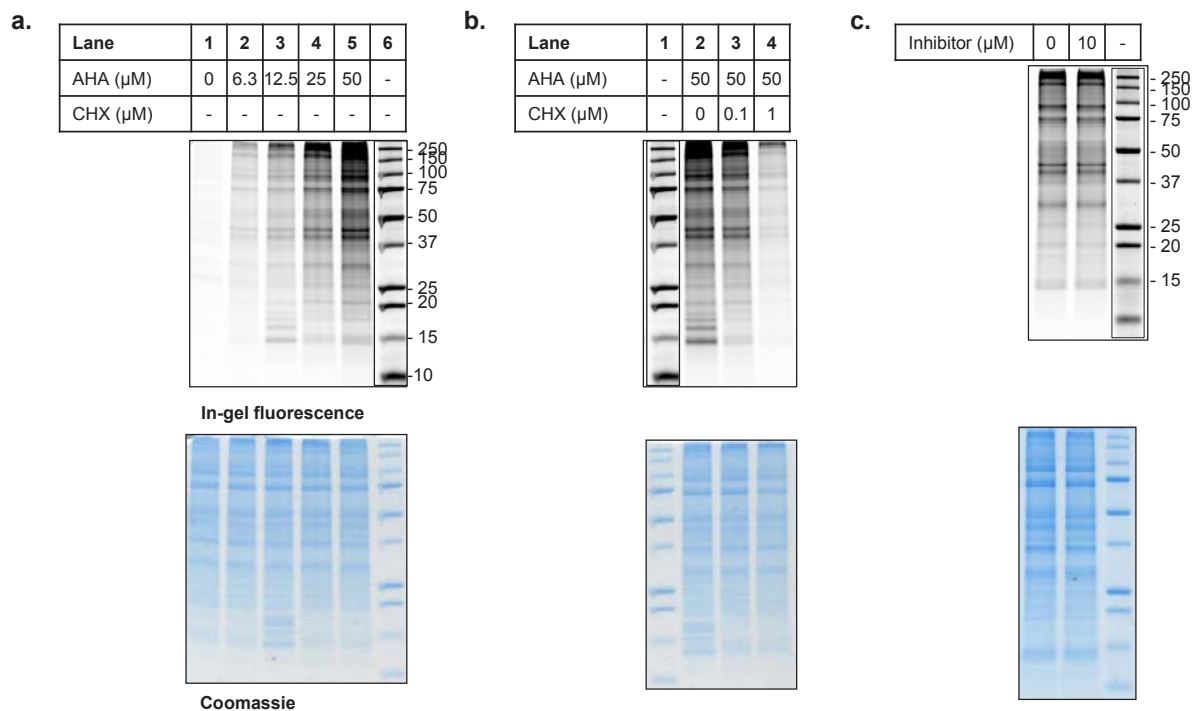 a.
Lane 1 2 3 4 5 6
AHA (µM) 0 6.3 12.5 25 50 -
CHX (µM) - - - - - -
250
150
100
75
50
37
25
20
15
10
In-gel fluorescence
Coomassie
b.
Lane 1 2 3 4
AHA (µM) - 50 50 50
CHX (µM) - 0 0.1 1
c.
Inhibitor (µM) 0 10 -
- 250
- 150
- 100
- 75
- 50
- 37
- 25
- 20
- 15